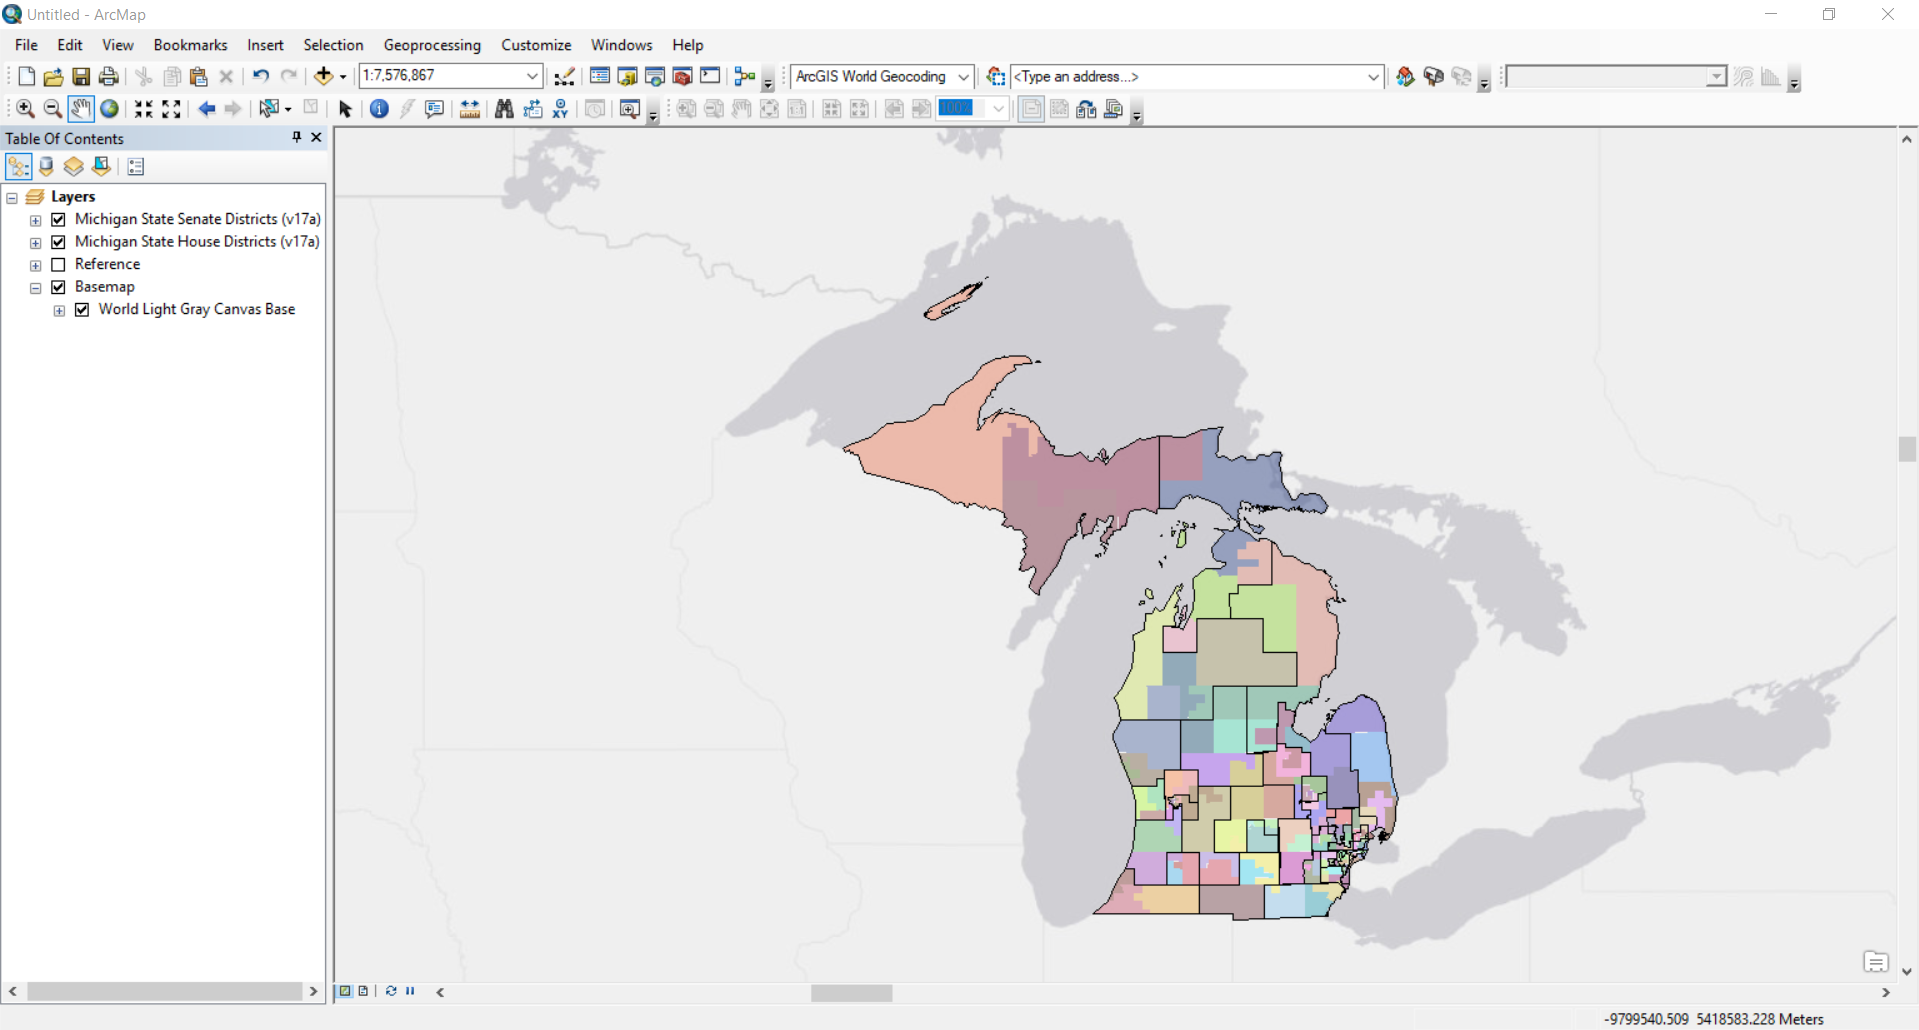 Untitled - ArcMap
File Edit View Bookmarks Insert Selection Geoprocessing Customize Windows Help
1:7,576,867 ArcGIS World Geocoding <Type an address...>
100%
Table Of Contents
Layers
Michigan State Senate Districts (v17a)
Michigan State House Districts (v17a)
Reference
Basemap
World Light Gray Canvas Base
-9799540.509 5418583.228 Meters